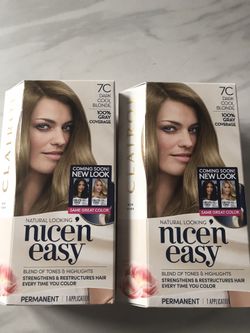 7C
DARK
COOL
BLONDE
100%
GRAY
COVERAGE
CLAIROL
COMING SOON!
NEW LOOK
SAME GREAT COLOR
NATURAL LOOKING
nice'n
easy
BLEND OF TONES & HIGHLIGHTS
STRENGTHENS & RESTRUCTURES HAIR
EVERY TIME YOU COLOR
PERMANENT
1 APPLICATION
7C
DARK
COOL
BLONDE
100%
GRAY
COVERAGE
CLAIROL
COMING SOON!
NEW LOOK
SAME GREAT COLOR
NATURAL LOOKING
nice'n
easy
BLEND OF TONES & HIGHLIGHTS
STRENGTHENS & RESTRUCTURES HAIR
EVERY TIME YOU COLOR
PERMANENT